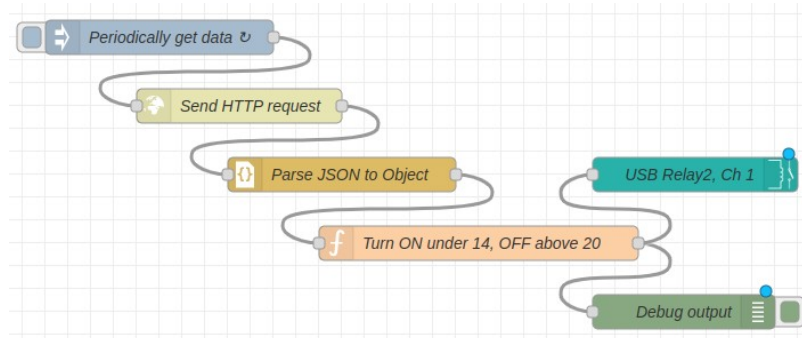 Periodically get data ↻
Send HTTP request
Parse JSON to Object
USB Relay2, Ch 1
Turn ON under 14, OFF above 20
Debug output